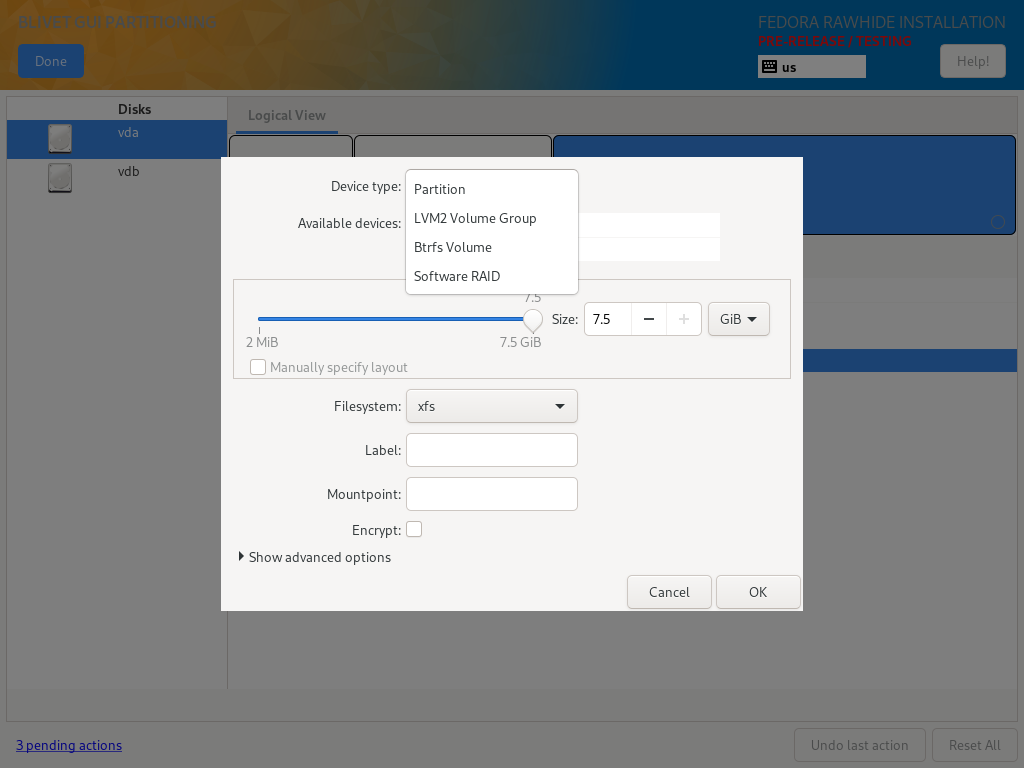 BLIVET GUI PARTITIONING
FEDORA RAWHIDE INSTALLATION
PRE-RELEASE / TESTING
Done
us
Help!
Disks
vda
vdb
Logical View
Device type:
Partition
LVM2 Volume Group
Btrfs Volume
Software RAID
Available devices:
7.5
2 MiB
7.5 GiB
Size:
7.5
GiB
Manually specify layout
Filesystem:
xfs
Label:
Mountpoint:
Encrypt:
Show advanced options
Cancel
OK
3 pending actions
Undo last action
Reset All